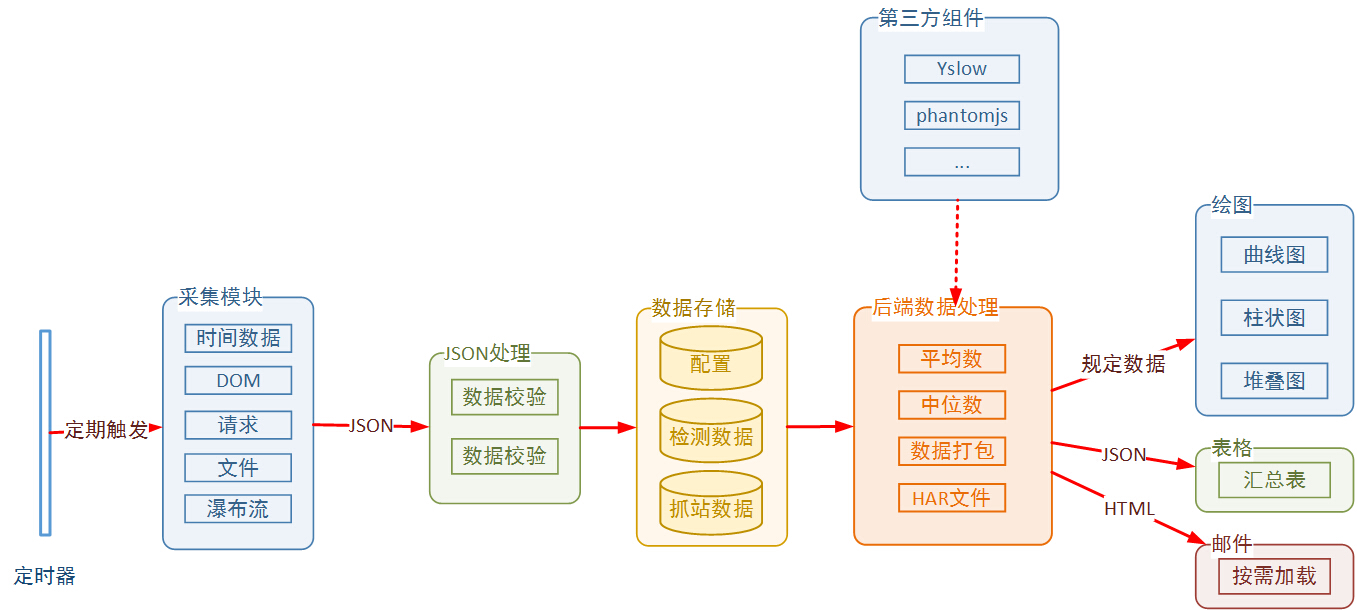 第三方组件
Yslow
phantomjs
...
定时器
定期触发
采集模块
时间数据
DOM
请求
文件
瀑布流
JSON
JSON处理
数据校验
数据校验
数据存储
配置
检测数据
抓站数据
后端数据处理
平均数
中位数
数据打包
HAR文件
规定数据
JSON
HTML
绘图
曲线图
柱状图
堆叠图
表格
汇总表
邮件
按需加载